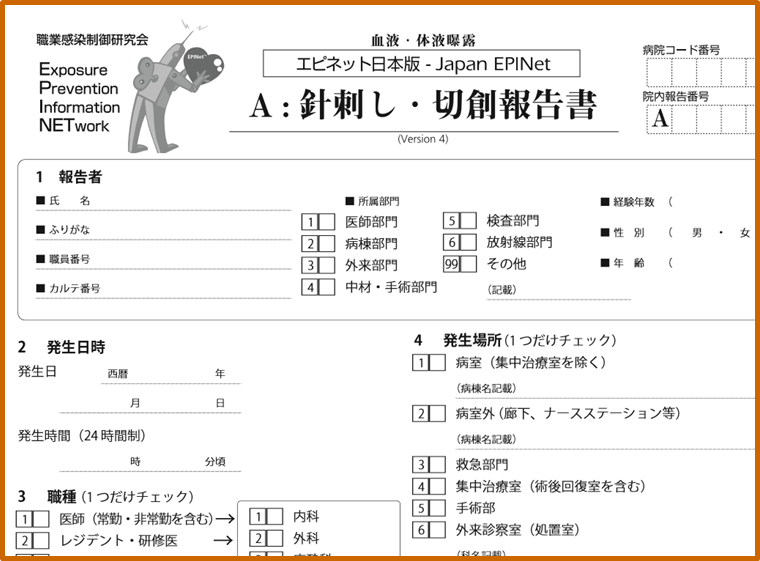 職業感染制御研究会
Exposure
Prevention
Information
NETwork
EPINet
血液・体液曝露
エピネット日本版 - Japan EPINet
A : 針刺し・切創報告書
(Version 4)
病院コード番号
院内報告番号
A
1 報告者
■ 氏 名
■ ふりがな
■ 職員番号
■ カルテ番号
■ 所属部門
1 医師部門
2 病棟部門
3 外来部門
4 中材・手術部門
5 検査部門
6 放射線部門
99 その他
（記載）
■ 経験年数 （
■ 性 別 （ 男 ・ 女
■ 年 齢 （
2 発生日時
発生日 西暦 年
月 日
発生時間（24 時間制）
時 分頃
3 職種（1 つだけチェック）
1 医師（常勤・非常勤を含む）→
2 レジデント・研修医 →
1 内科
2 外科
4 発生場所（1 つだけチェック）
1 病室（集中治療室を除く）
（病棟名記載）
2 病室外（廊下、ナースステーション等）
（病棟名記載）
3 救急部門
4 集中治療室（術後回復室を含む）
5 手術部
6 外来診察室（処置室）